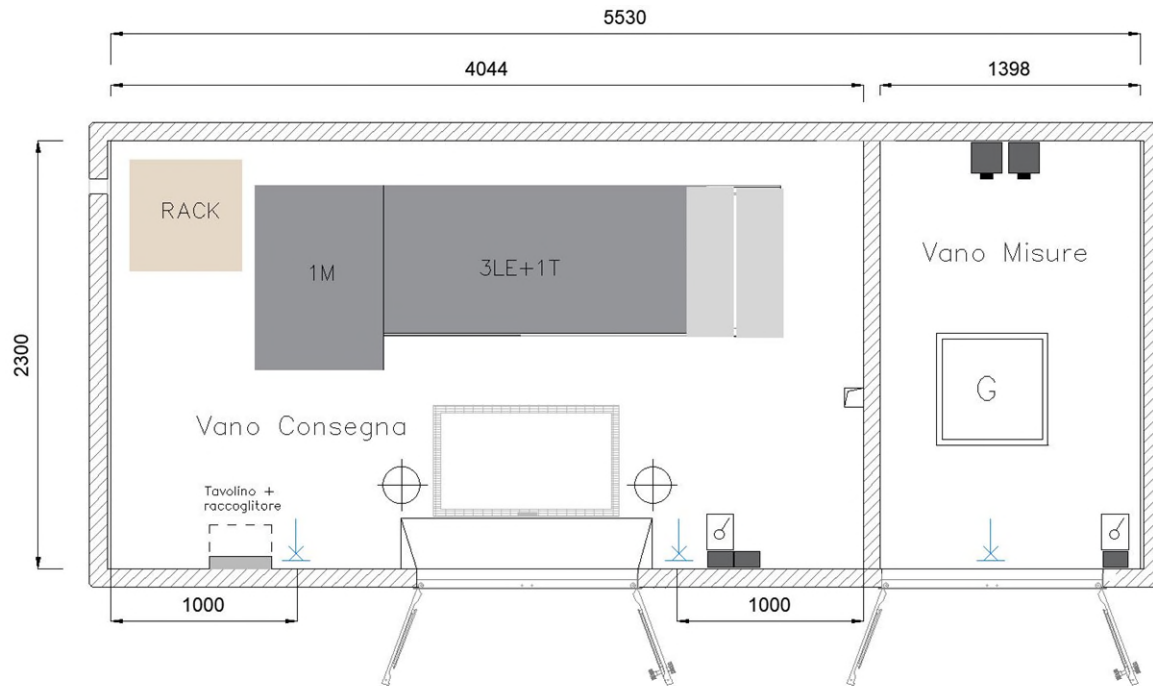 5530
4044
1398
2300
RACK
1M
3LE+1T
Vano Misure
G
Vano Consegna
Tavolino +
raccoglitore
1000
1000